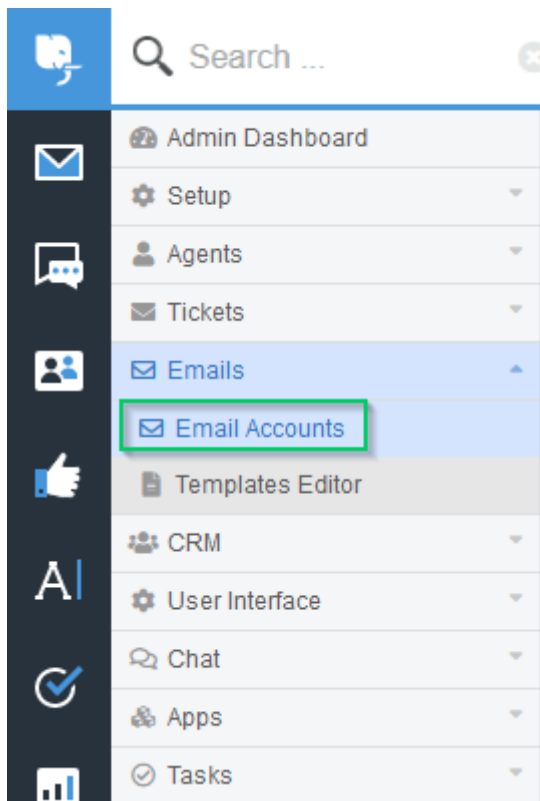 Search ...
Admin Dashboard
Setup
Agents
Tickets
Emails
Email Accounts
Templates Editor
CRM
User Interface
Chat
Apps
Tasks